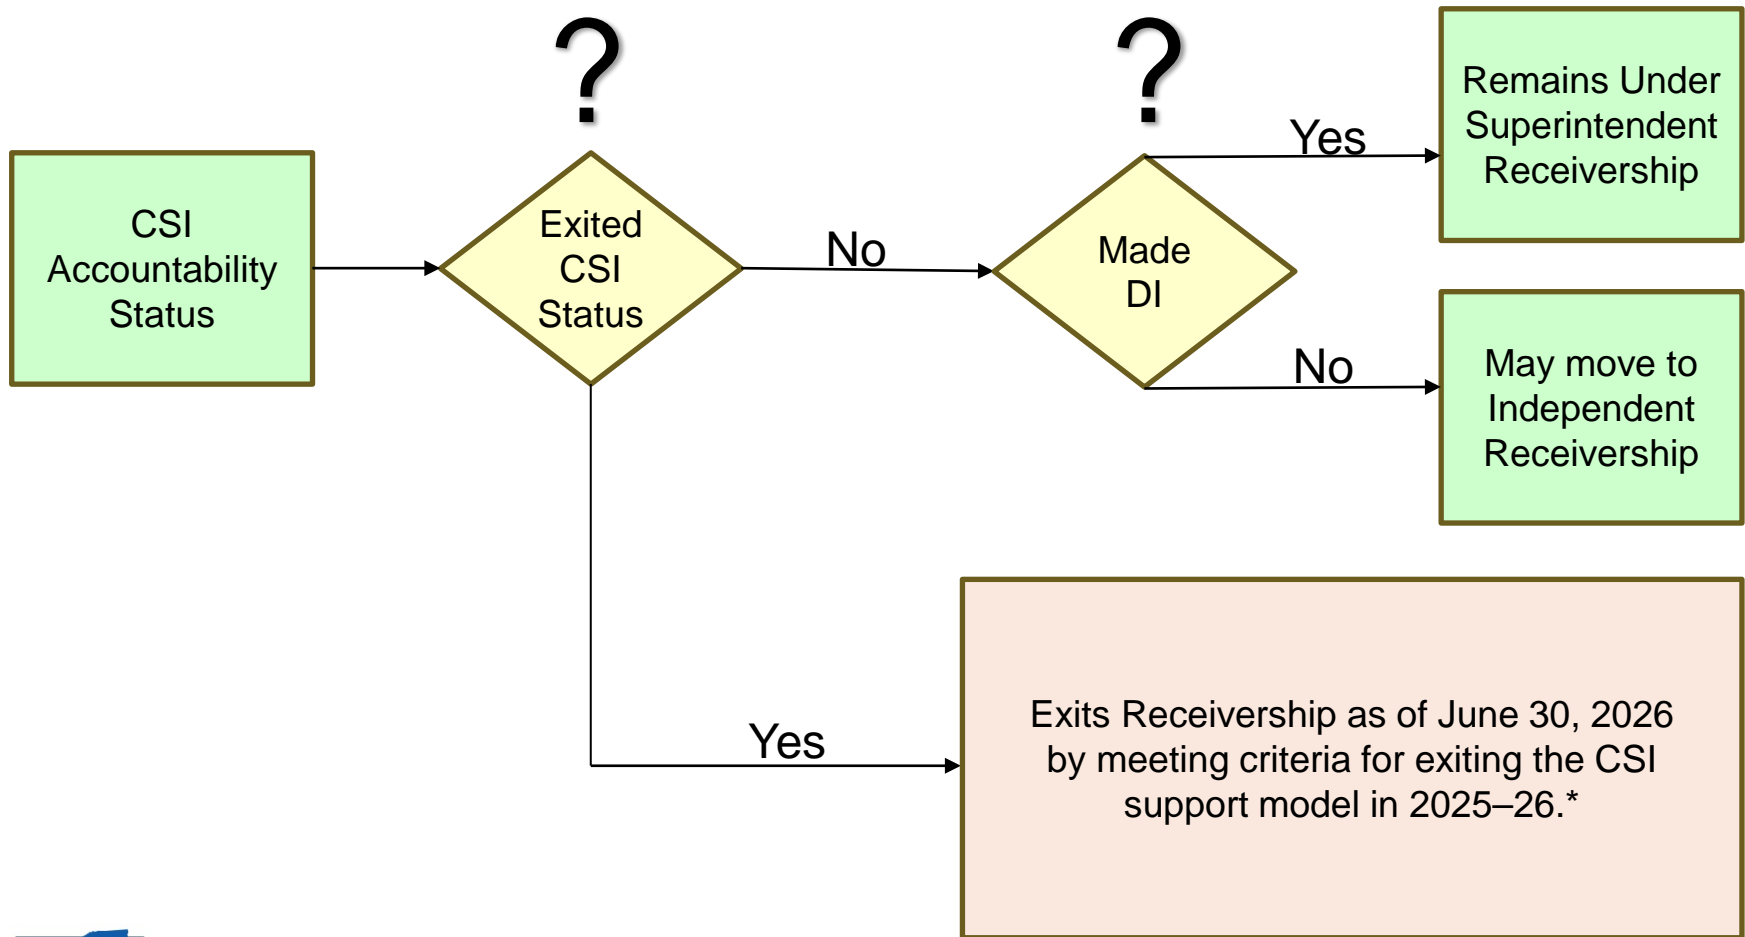 ?
?
CSI
Accountability
Status
Exited
CSI
Status
No
Made
DI
Yes
Remains Under
Superintendent
Receivership
No
May move to
Independent
Receivership
Yes
Exits Receivership as of June 30, 2026
by meeting criteria for exiting the CSI
support model in 2025–26.*